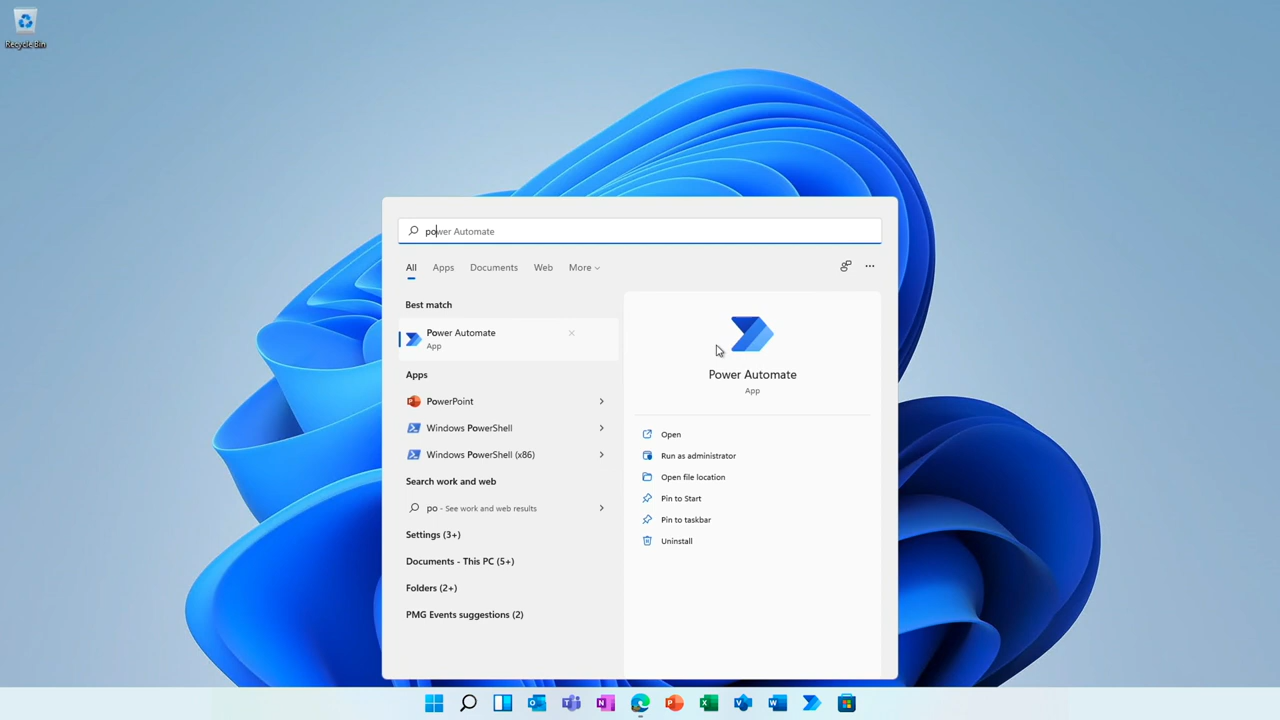 Recycle Bin
power Automate
All Apps Documents Web More
Best match
Power Automate
App
Apps
PowerPoint
Windows PowerShell
Windows PowerShell (x86)
Search work and web
po - See work and web results
Settings (3+)
Documents - This PC (5+)
Folders (2+)
PMG Events suggestions (2)
Power Automate
App
Open
Run as administrator
Open file location
Pin to Start
Pin to taskbar
Uninstall